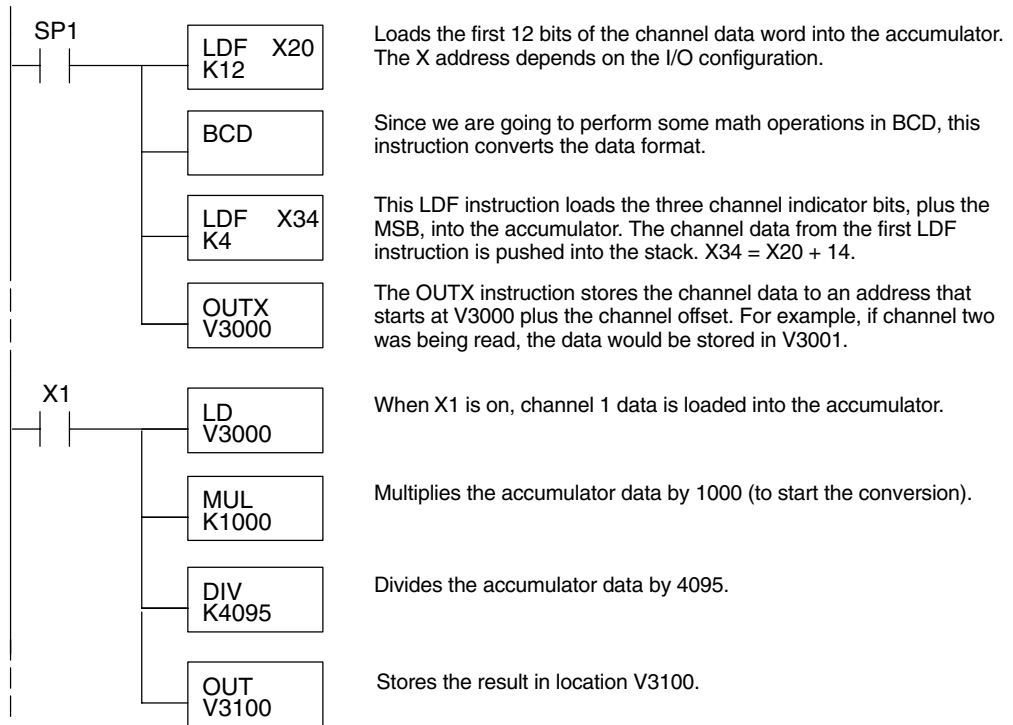 SP1
LDF X20
K12
Loads the first 12 bits of the channel data word into the accumulator.
The X address depends on the I/O configuration.
BCD
Since we are going to perform some math operations in BCD, this
instruction converts the data format.
LDF X34
K4
This LDF instruction loads the three channel indicator bits, plus the
MSB, into the accumulator. The channel data from the first LDF
instruction is pushed into the stack. X34 = X20 + 14.
OUTX
V3000
The OUTX instruction stores the channel data to an address that
starts at V3000 plus the channel offset. For example, if channel two
was being read, the data would be stored in V3001.
X1
LD
V3000
When X1 is on, channel 1 data is loaded into the accumulator.
MUL
K1000
Multiplies the accumulator data by 1000 (to start the conversion).
DIV
K4095
Divides the accumulator data by 4095.
OUT
V3100
Stores the result in location V3100.